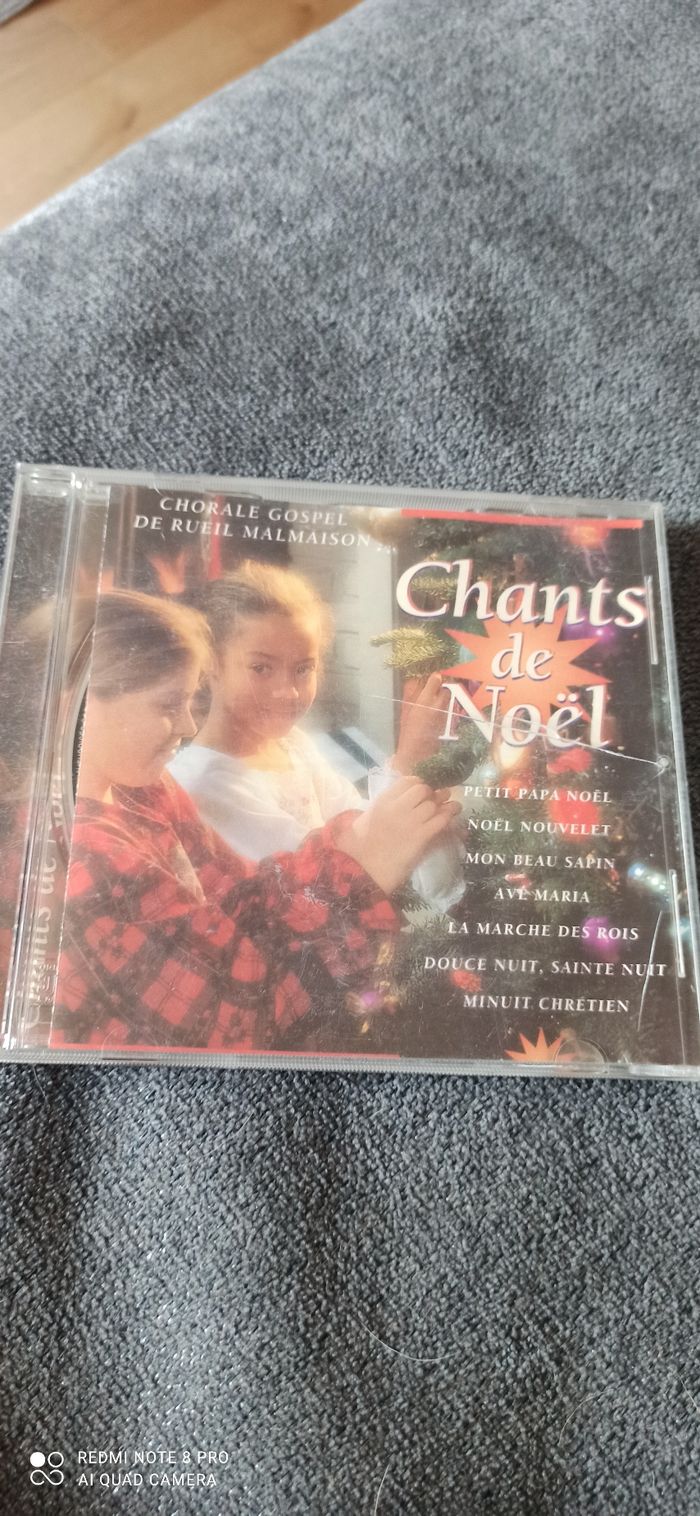 CHORALE GOSPEL
DE RUEIL MALMAISON
Chants
de
Noël
PETIT PAPA NOËL
NOËL NOUVELET
MON BEAU SAPIN
AVE MARIA
LA MARCHE DES ROIS
DOUCE NUIT, SAINTE NUIT
MINUIT CHRÉTIEN
REDMI NOTE 8 PRO
AI QUAD CAMERA